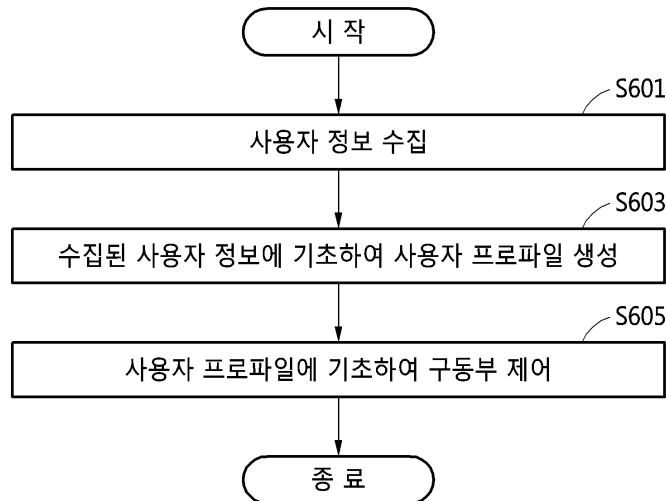 시 작
S601
사용자 정보 수집
S603
수집된 사용자 정보에 기초하여 사용자 프로파일 생성
S605
사용자 프로파일에 기초하여 구동부 제어
종 료